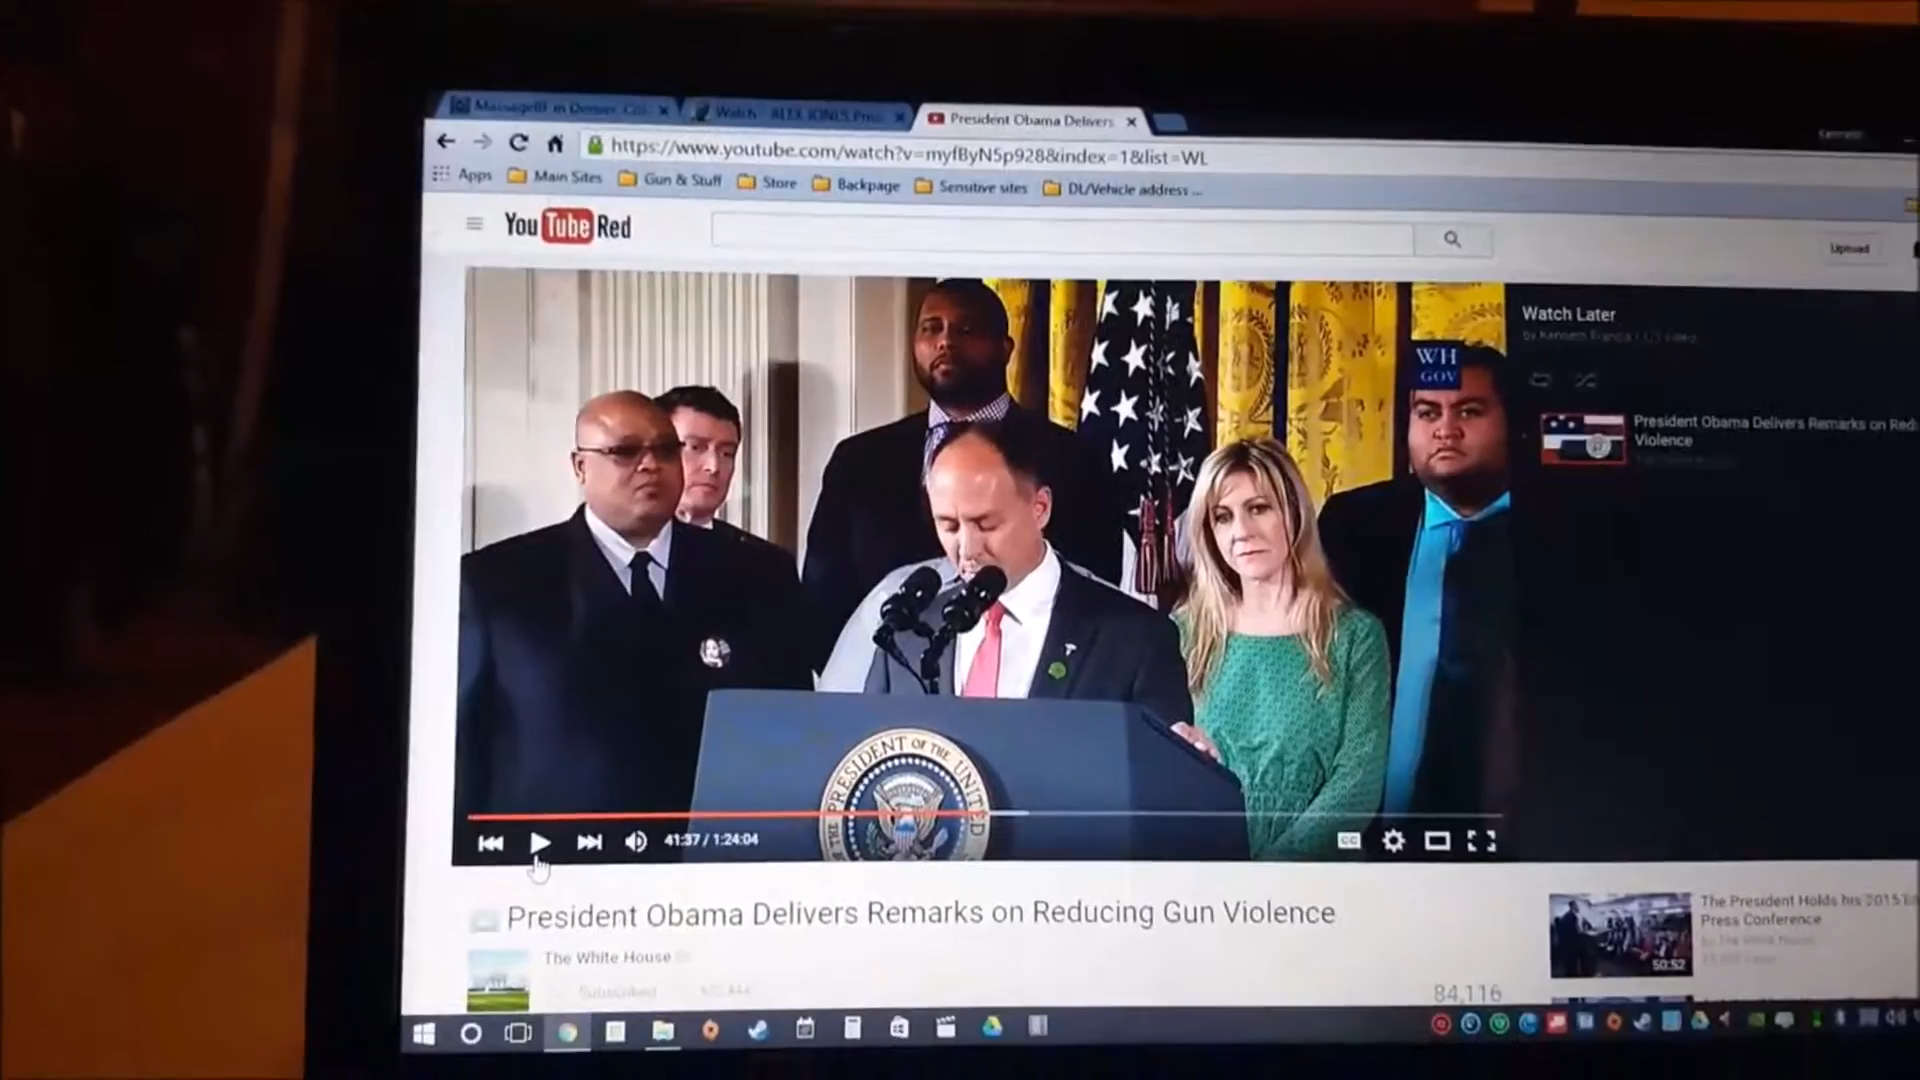 President Obama Delivers
https://www.youtube.com/watch?v=myfByN5p928&index=1&list=WL
Apps Main Sites Gun & Stuff Store Backpage Sensitive sites DL/Vehicle address ...
YouTube Red
Upload
Watch Later
WH
GOV
President Obama Delivers Remarks on Red
Violence
PRESIDENT OF THE UNITED
41:37 / 1:24:04
CC
President Obama Delivers Remarks on Reducing Gun Violence
The White House
Subscribed
84,116
The President Holds his 2015
Press Conference
50:52